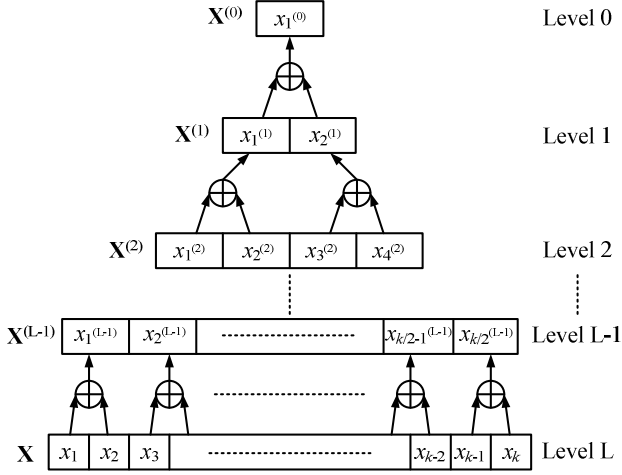 X(0) x1(0) Level 0
X(1) x1(1) x2(1) Level 1
X(2) x1(2) x2(2) x3(2) x4(2) Level 2
X(L-1) x1(L-1) x2(L-1) xk/2-1(L-1) xk/2(L-1) Level L-1
X x1 x2 x3 xk-2 xk-1 xk Level L